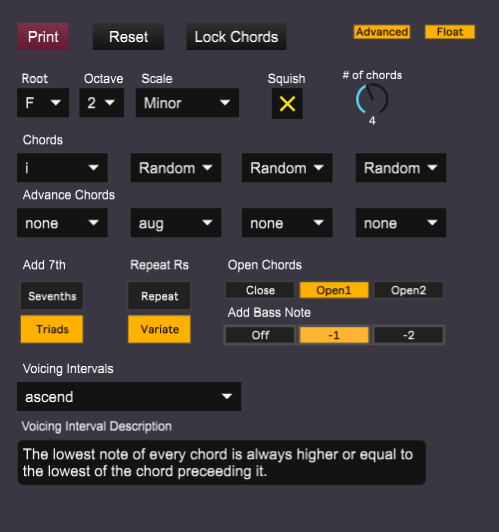 Print Reset Lock Chords Advanced Float
Root Octave Scale Squish # of chords
F 2 Minor
4
Chords
i Random Random Random
Advance Chords
none aug none none
Add 7th Repeat Rs Open Chords
Sevenths Repeat Close Open1 Open2
Add Bass Note
Triads Variate Off -1 -2
Voicing Intervals
ascend
Voicing Interval Description
The lowest note of every chord is always higher or equal to
the lowest of the chord preceeding it.